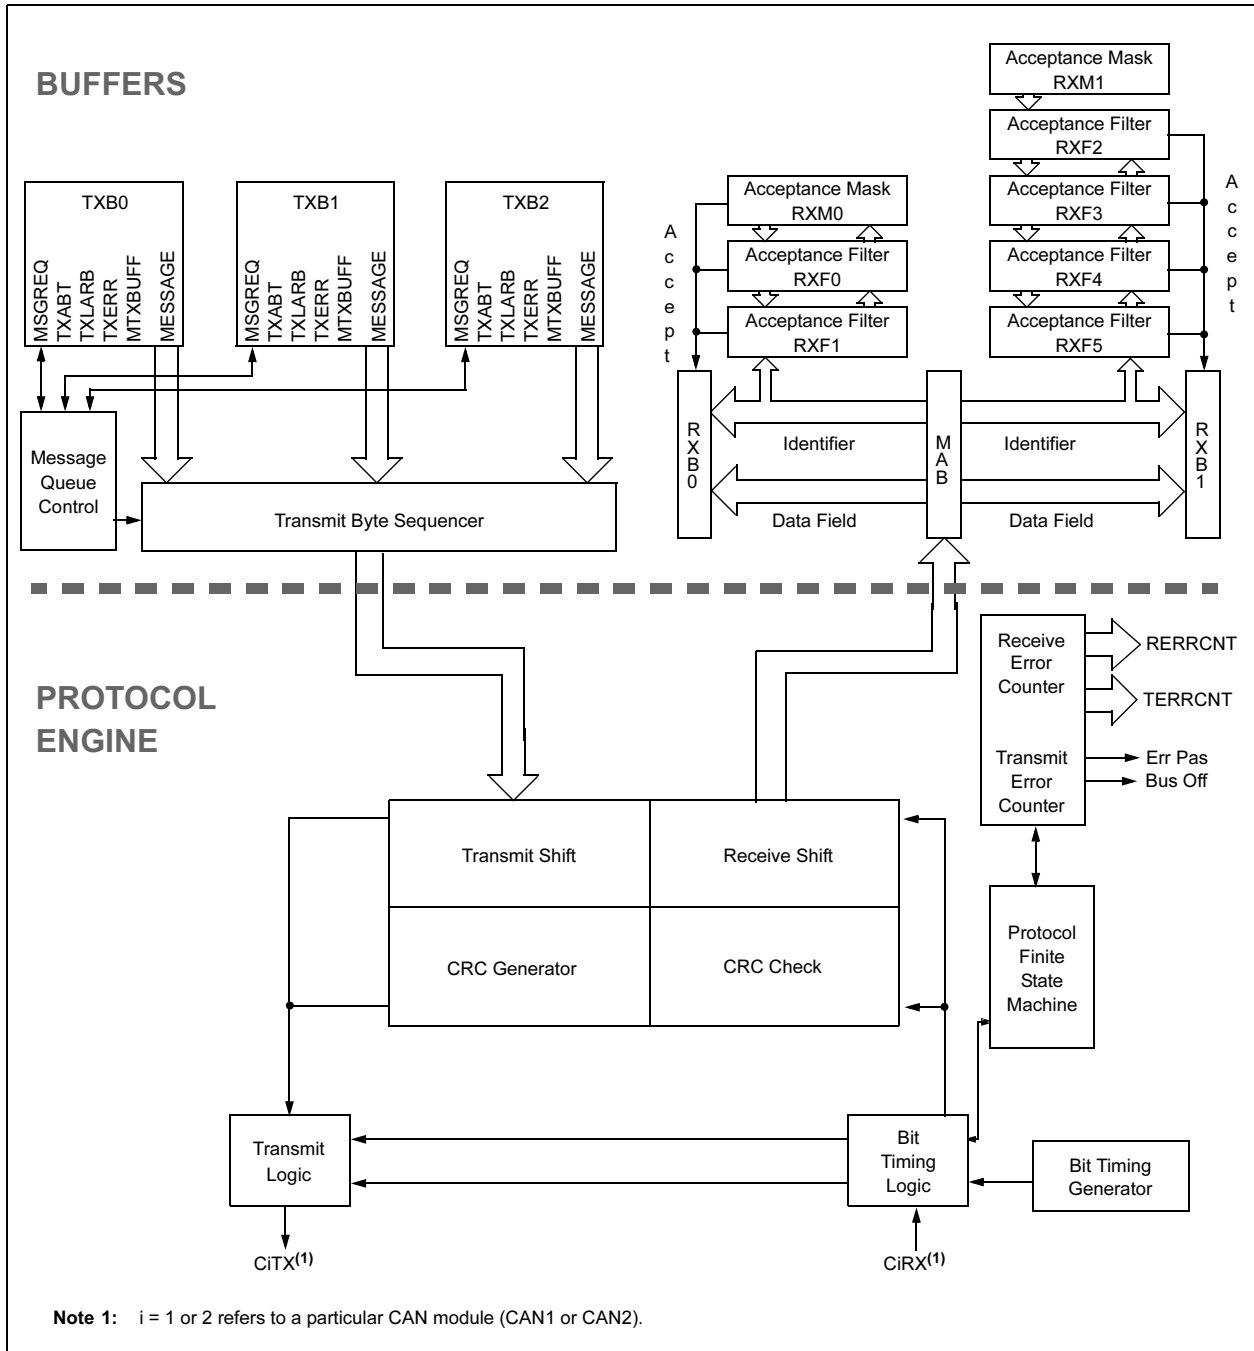 BUFFERS
TXB0
MSGREQ
TXABT
TXLARB
TXERR
MTXBUFF
MESSAGE
TXB1
MSGREQ
TXABT
TXLARB
TXERR
MTXBUFF
MESSAGE
TXB2
MSGREQ
TXABT
TXLARB
TXERR
MTXBUFF
MESSAGE
Message
Queue
Control
Transmit Byte Sequencer
Accept
Acceptance Mask
RXM0
Acceptance Filter
RXF0
Acceptance Filter
RXF1
Acceptance Mask
RXM1
Acceptance Filter
RXF2
Acceptance Filter
RXF3
Acceptance Filter
RXF4
Acceptance Filter
RXF5
Accept
RXB0
Identifier
Data Field
MAB
Identifier
Data Field
RXB1
PROTOCOL
ENGINE
Receive
Error
Counter
Transmit
Error
Counter
RERRCNT
TERRCNT
Err Pas
Bus Off
Transmit Shift
Receive Shift
CRC Generator
CRC Check
Protocol
Finite
State
Machine
Transmit
Logic
Bit
Timing
Logic
Bit Timing
Generator
CiTX(1)
CiRX(1)
Note 1: i = 1 or 2 refers to a particular CAN module (CAN1 or CAN2).